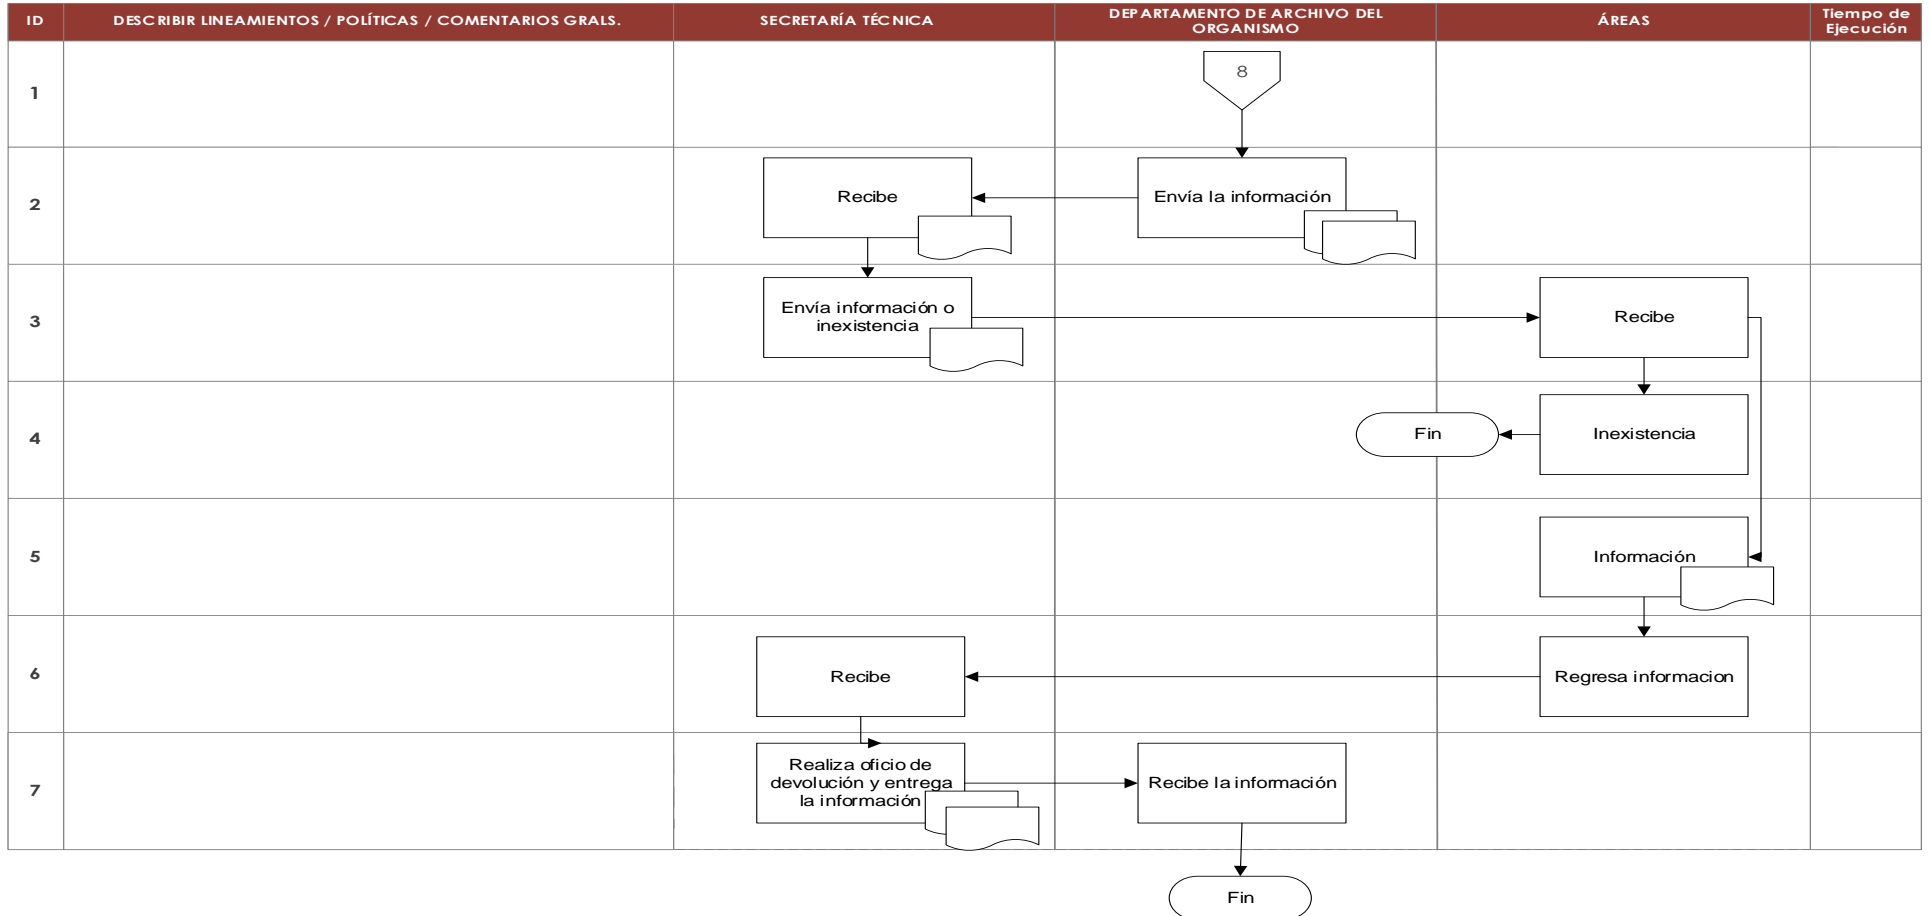 ID
DESCRIBIR LINEAMIENTOS / POLÍTICAS / COMENTARIOS GRALS.
SECRETARÍA TÉCNICA
DEPARTAMENTO DE ARCHIVO DEL
ORGANISMO
ÁREAS
Tiempo de
Ejecución
1
8
2
Recibe
Envía la información
3
Envía información o
inexistencia
Recibe
4
Fin
Inexistencia
5
Información
6
Recibe
Regresa informacion
7
Realiza oficio de
devolución y entrega
la información
Recibe la información
Fin